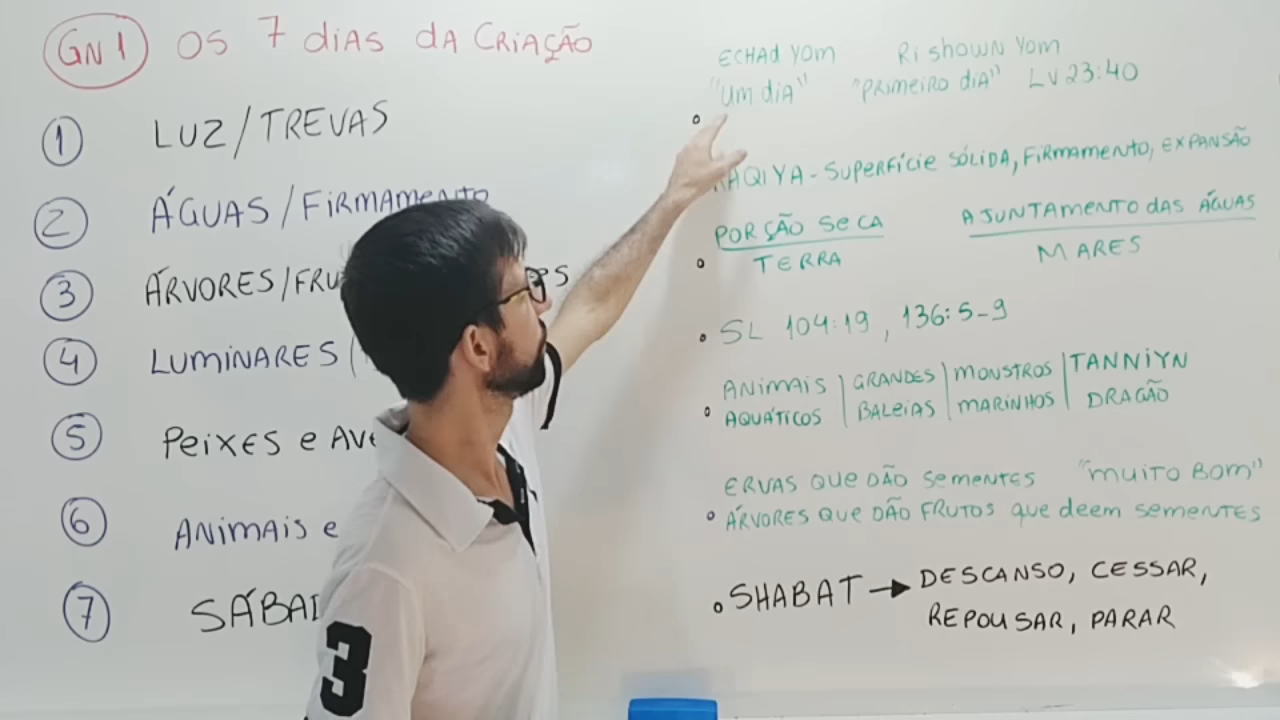 GN 1 OS 7 DIAS DA CRIAÇÃO
1 LUZ/TREVAS
2 ÁGUAS/FIRMAMENTO
3 ÁRVORES/FRU
4 LUMINARES/
5 PEIXES E AVE
6 ANIMAIS E
7 SÁBAD
ECHAD YOM RISHOWN YOM
"UM DIA" "PRIMEIRO DIA" LV 23:40
RAQIYA - SUPERFÍCIE SÓLIDA, FIRMAMENTO, EXPANSÃO
PORÇÃO SECA AJUNTAMENTO DAS ÁGUAS
TERRA MARES
SL 104:19, 136:5-9
ANIMAIS | GRANDES | MONSTROS | TANNIYN
AQUÁTICOS | BALEIAS | MARINHOS | DRAGÃO
ERVAS QUE DÃO SEMENTES "MUITO BOM"
ÁRVORES QUE DÃO FRUTOS QUE DEEM SEMENTES
SHABAT → DESCANSO, CESSAR,
REPOUSAR, PARAR
3